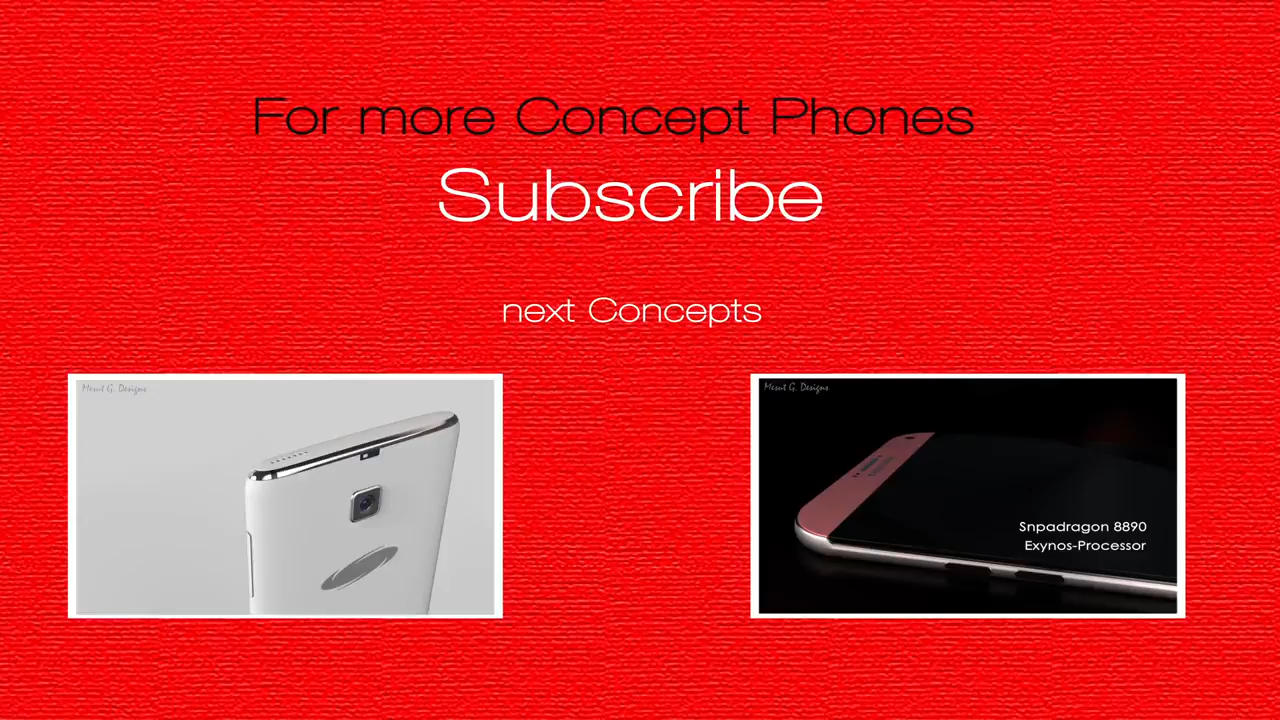 For more Concept Phones
Subscribe
next Concepts
Mesut G. Designs
Mesut G. Designs
Snpadragon 8890
Exynos-Processor